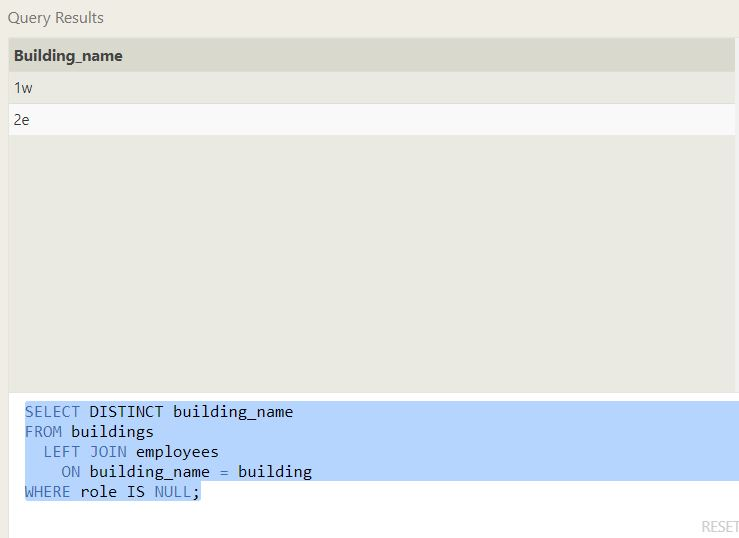 Query Results
Building_name
1w
2e
SELECT DISTINCT building_name
FROM buildings
  LEFT JOIN employees
    ON building_name = building
WHERE role IS NULL;
RESET